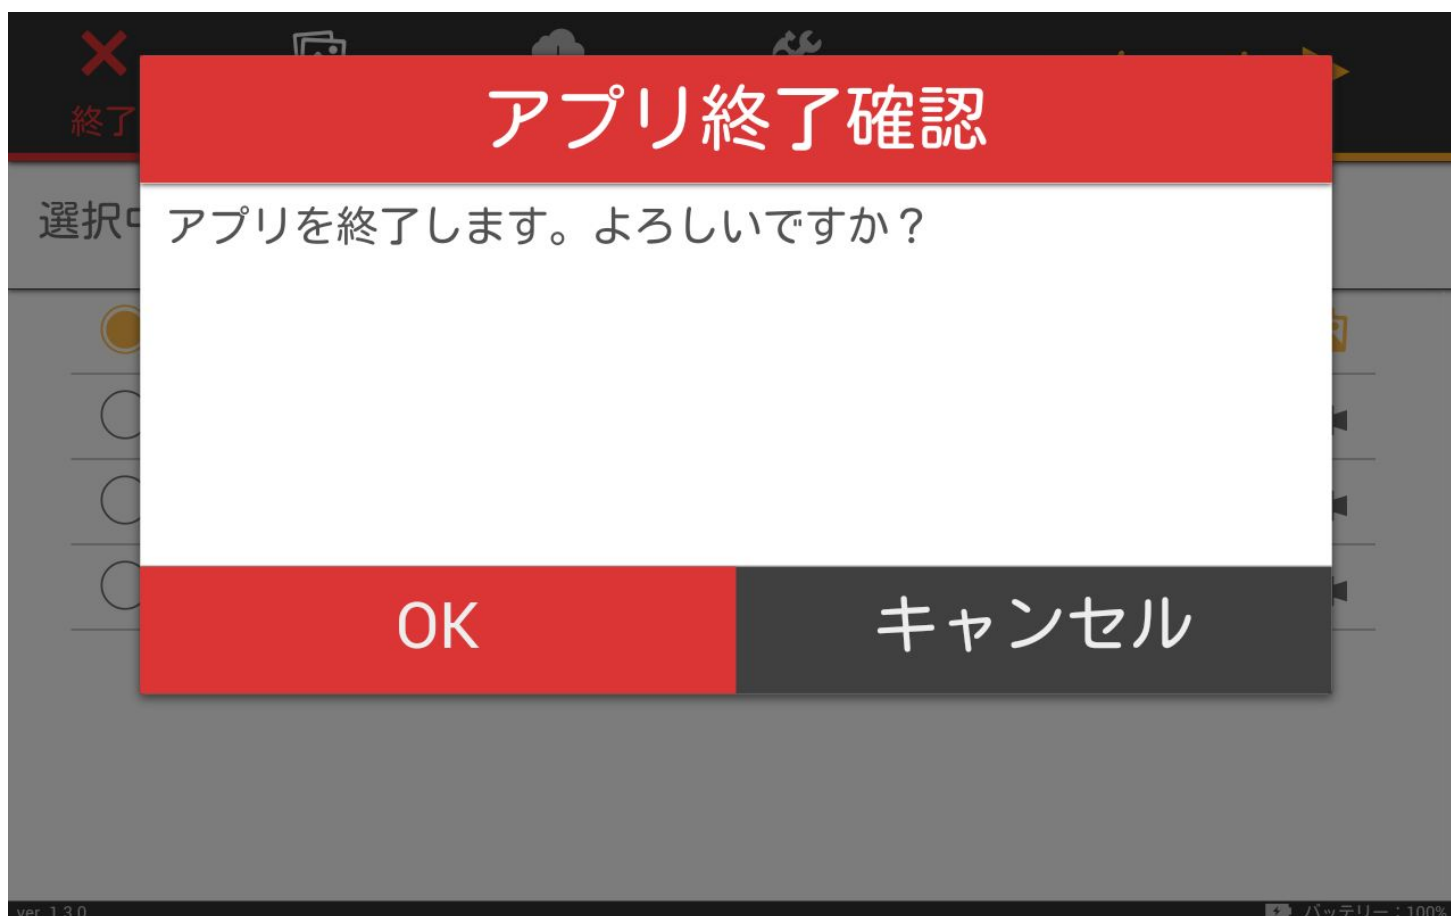 終了
アプリ終了確認
選択中
アプリを終了します。よろしいですか？
OK
キャンセル
ver. 1.3.0
バッテリー：100%